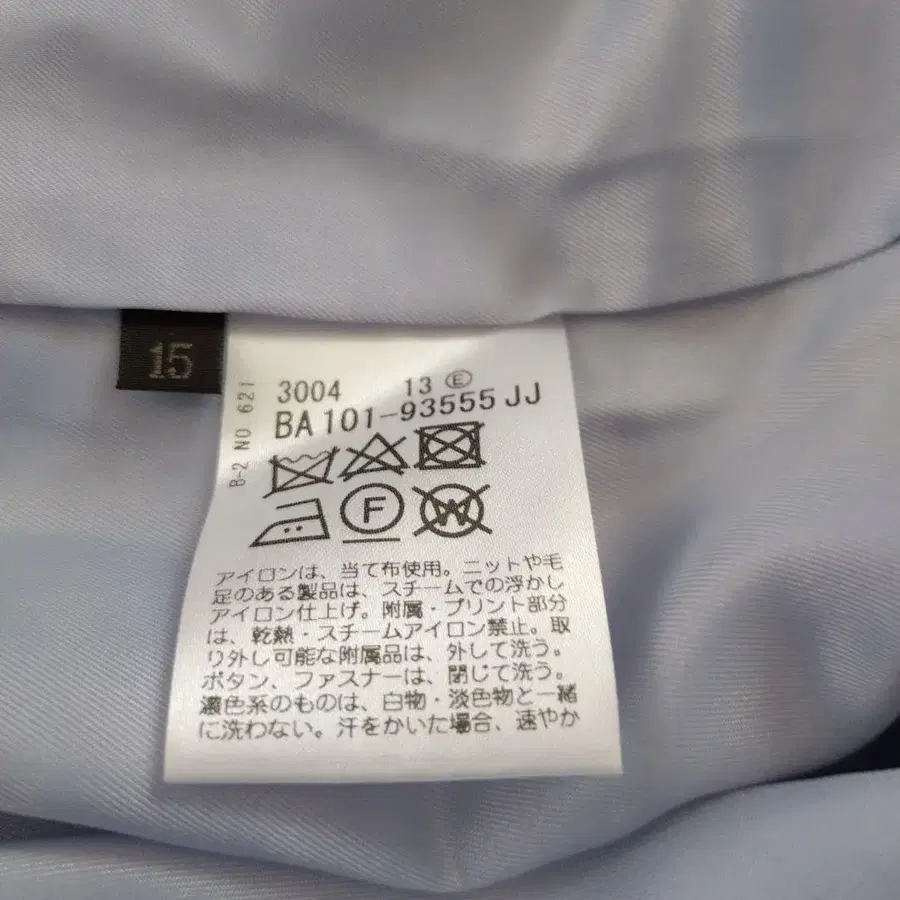 15
B-2 NO 621
3004 13 Ⓔ
BA101-93555 JJ
F
W
アイロンは、当て布使用。ニットや毛
足のある製品は、スチームでの浮かし
アイロン仕上げ。附属・プリント部分
は、乾熱・スチームアイロン禁止。取
り外し可能な附属品は、外して洗う。
ボタン、ファスナーは、閉じて洗う。
濃色系のものは、白物・淡色物と一緒
に洗わない。汗をかいた場合、速やか